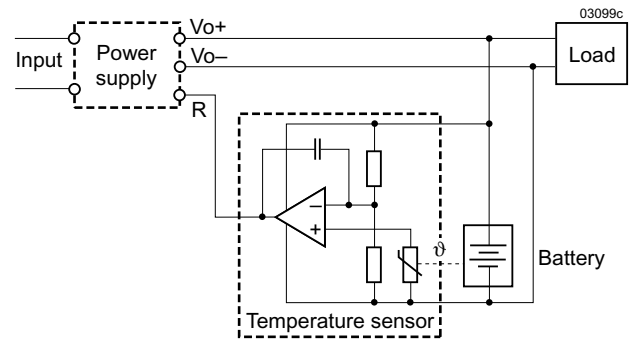 03099c
Input
Power
supply
Vo+
Vo–
R
Load
–
+
ϑ
Battery
Temperature sensor